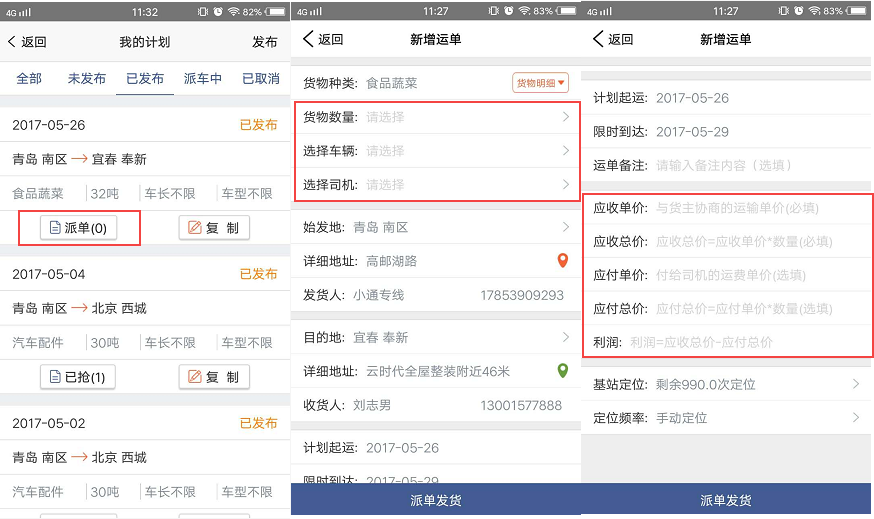 4G 11:32 82%
返回 我的计划 发布
全部 未发布 已发布 派车中 已取消
2017-05-26 已发布
青岛 南区 宜春 奉新
食品蔬菜 32吨 车长不限 车型不限
派单(0) 复 制
2017-05-04 已发布
青岛 南区 北京 西城
汽车配件 30吨 车长不限 车型不限
已抢(1) 复 制
2017-05-02 已发布
青岛 南区 北京 西城
汽车配件 30吨 车长不限 车型不限
4G 11:27 83%
返回 新增运单
货物种类: 食品蔬菜 货物明细
货物数量: 请选择
选择车辆: 请选择
选择司机: 请选择
始发地: 青岛 南区
详细地址: 高邮湖路
发货人: 小通专线 17853909293
目的地: 宜春 奉新
详细地址: 云时代全屋整装附近46米
收货人: 刘志男 13001577888
计划起运: 2017-05-26
限时到达: 2017-05-29
派单发货
4G 11:27 83%
返回 新增运单
计划起运: 2017-05-26
限时到达: 2017-05-29
运单备注: 请输入备注内容（选填）
应收单价: 与货主协商的运输单价(必填)
应收总价: 应收总价=应收单价*数量(必填)
应付单价: 付给司机的运费单价(选填)
应付总价: 应付总价=应付单价*数量(选填)
利润: 利润=应收总价-应付总价
基站定位: 剩余990.0次定位
定位频率: 手动定位
派单发货